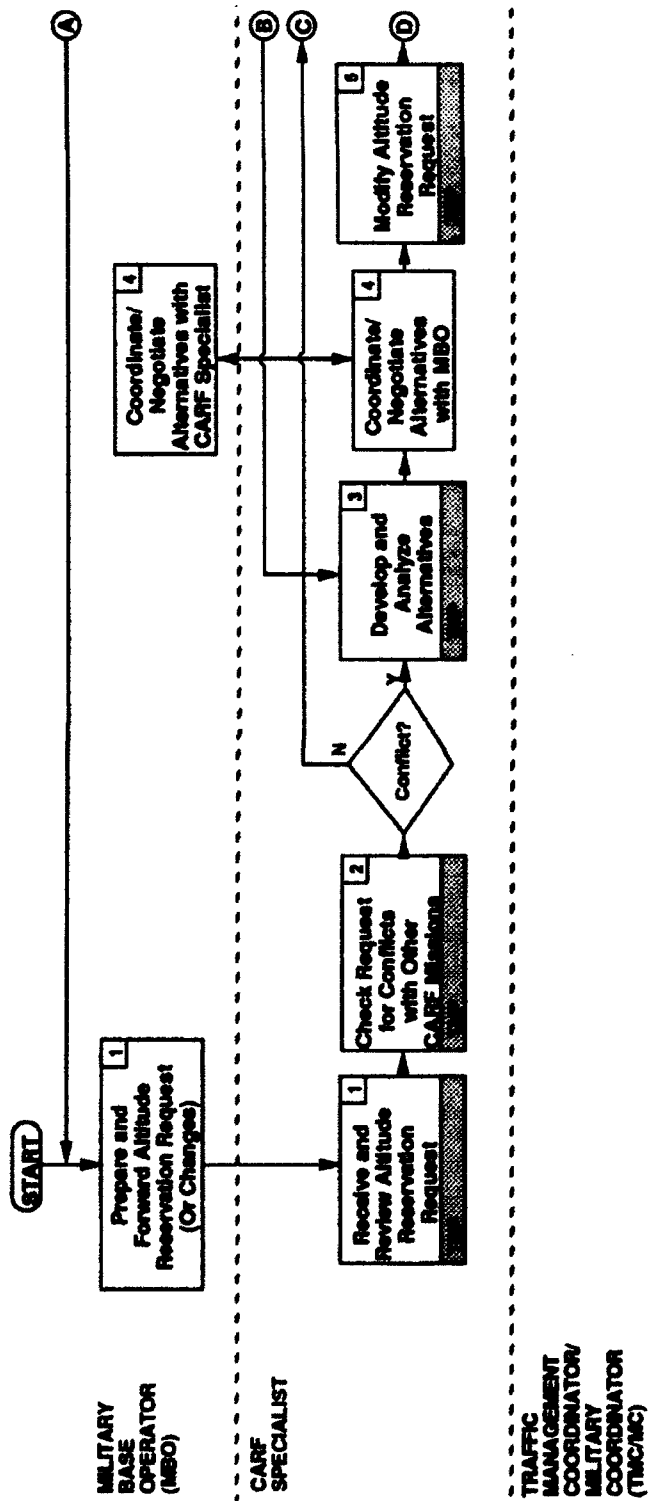 START
A
MILITARY
BASE
OPERATOR
(MBO)
1
Prepare and
Forward Altitude
Reservation Request
(Or Changes)
4
Coordinate/
Negotiate
Alternatives with
CARF Specialist
CARF
SPECIALIST
B
C
1
Receive and
Review Altitude
Reservation
Request
2
Check Request
for Conflicts
with Other
CARF Missions
Conflict?
N
Y
3
Develop and
Analyze
Alternatives
4
Coordinate/
Negotiate
Alternatives
with MBO
5
Modify Altitude
Reservation
Request
D
TRAFFIC
MANAGEMENT
COORDINATOR/
MILITARY
COORDINATOR
(TMC/MC)